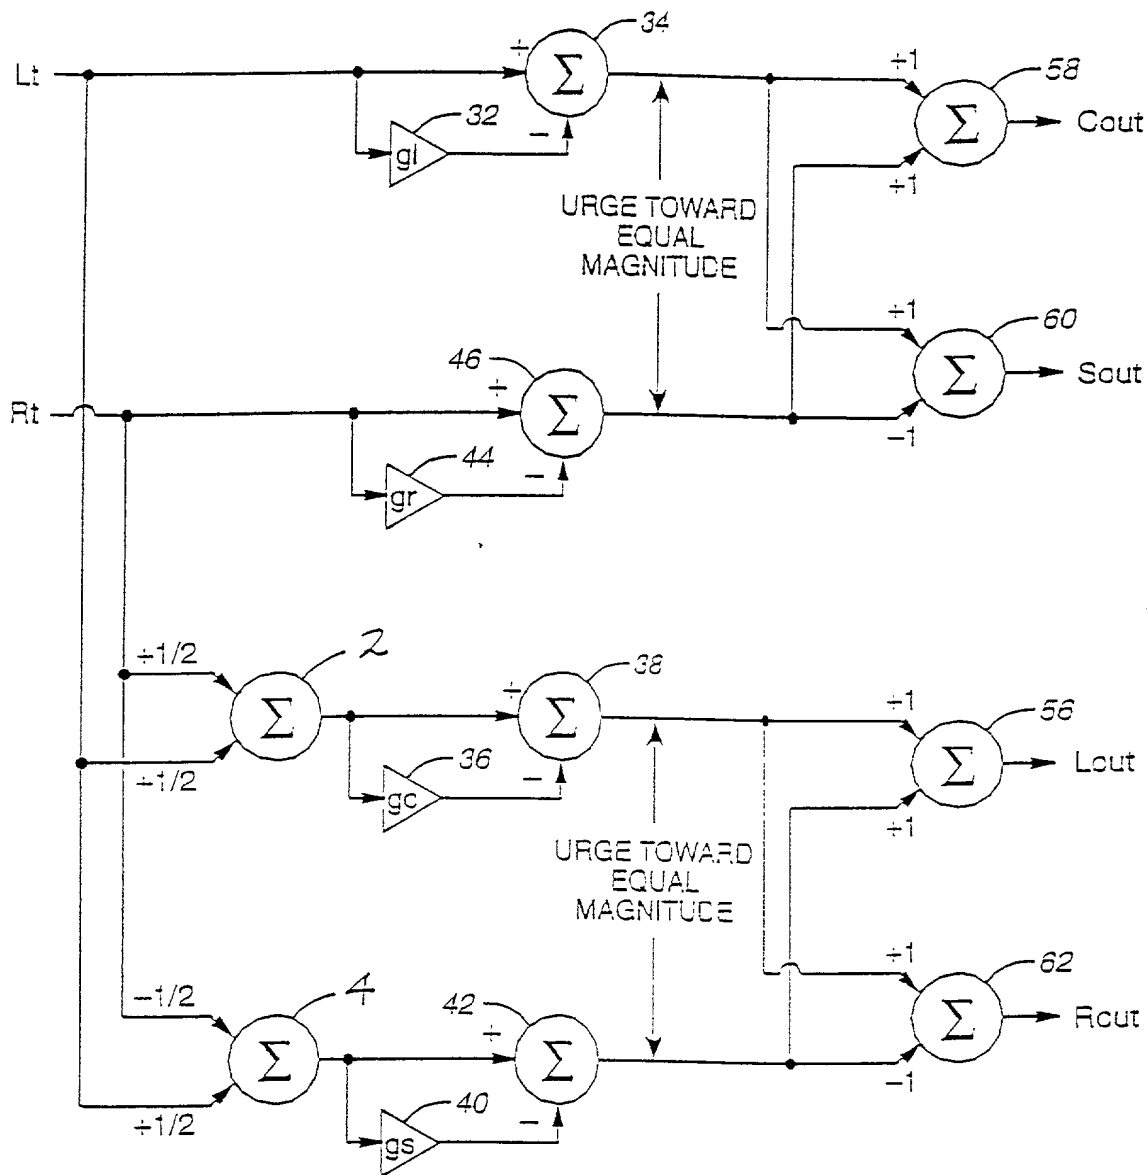 34
+
+1
58
Lt
Σ
32
−
gl
Σ
Cout
+1
URGE TOWARD
EQUAL
MAGNITUDE
+1
60
46
+
Σ
Sout
Rt
Σ
−1
44
−
gr
2
38
+1/2
+
+1
56
Σ
Σ
36
−
Σ
Lout
+1/2
gc
+1
URGE TOWARD
EQUAL
MAGNITUDE
+1
62
−1/2
4
42
+
Σ
Rout
Σ
Σ
−1
40
−
+1/2
gs